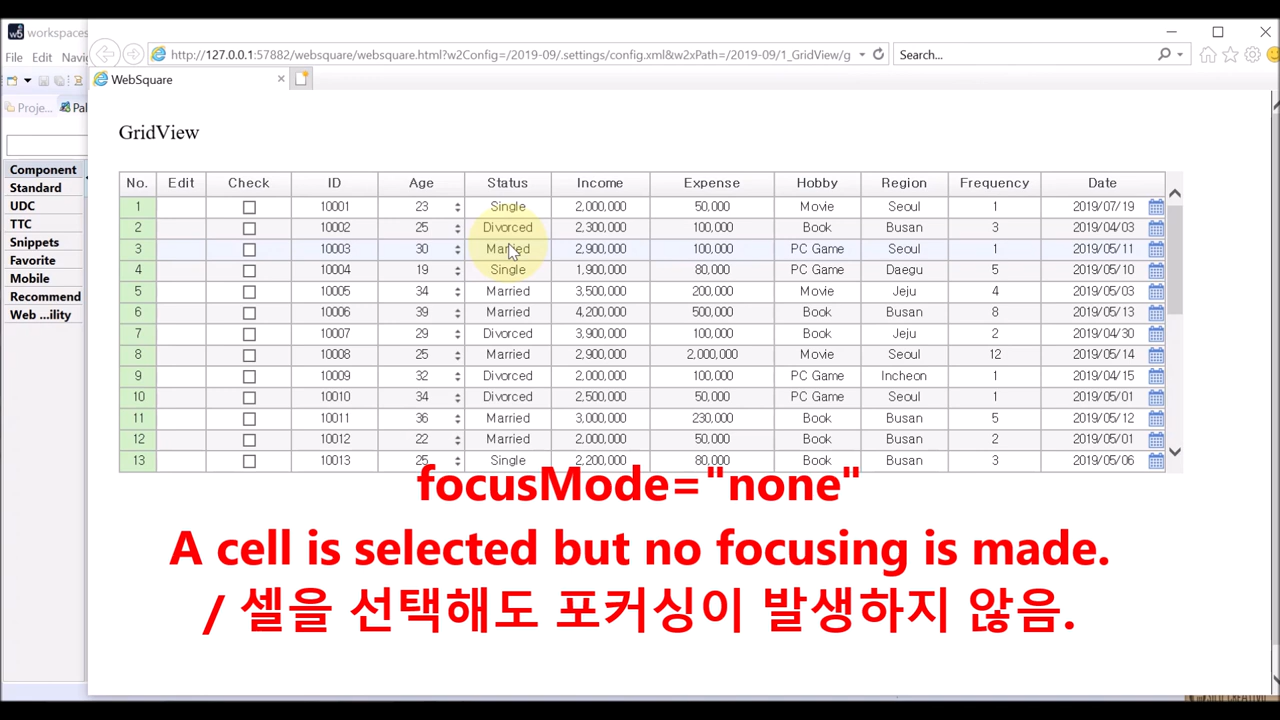 workspaces
File Edit Navi
http://127.0.0.1:57882/websquare/websquare.html?w2Config=/2019-09/.settings/config.xml&w2xPath=/2019-09/1_GridView/g
Search...
WebSquare
Proje... Pal
GridView
Component
Standard
UDC
TTC
Snippets
Favorite
Mobile
Recommend
Web ...ility
No. Edit Check ID Age Status Income Expense Hobby Region Frequency Date
1 10001 23 Single 2,000,000 50,000 Movie Seoul 1 2019/07/19
2 10002 25 Divorced 2,300,000 100,000 Book Busan 3 2019/04/03
3 10003 30 Married 2,900,000 100,000 PC Game Seoul 1 2019/05/11
4 10004 19 Single 1,900,000 80,000 PC Game Daegu 5 2019/05/10
5 10005 34 Married 3,500,000 200,000 Movie Jeju 4 2019/05/03
6 10006 39 Married 4,200,000 500,000 Book Busan 8 2019/05/13
7 10007 29 Divorced 3,900,000 100,000 Book Jeju 2 2019/04/30
8 10008 25 Married 2,900,000 2,000,000 Movie Seoul 12 2019/05/14
9 10009 32 Divorced 2,000,000 100,000 PC Game Incheon 1 2019/04/15
10 10010 34 Divorced 2,500,000 50,000 PC Game Seoul 1 2019/05/01
11 10011 36 Married 3,000,000 230,000 Book Busan 5 2019/05/12
12 10012 22 Married 2,000,000 50,000 Book Busan 2 2019/05/01
13 10013 25 Single 2,200,000 80,000 Book Busan 3 2019/05/06
focusMode="none"
A cell is selected but no focusing is made.
/ 셀을 선택해도 포커싱이 발생하지 않음.